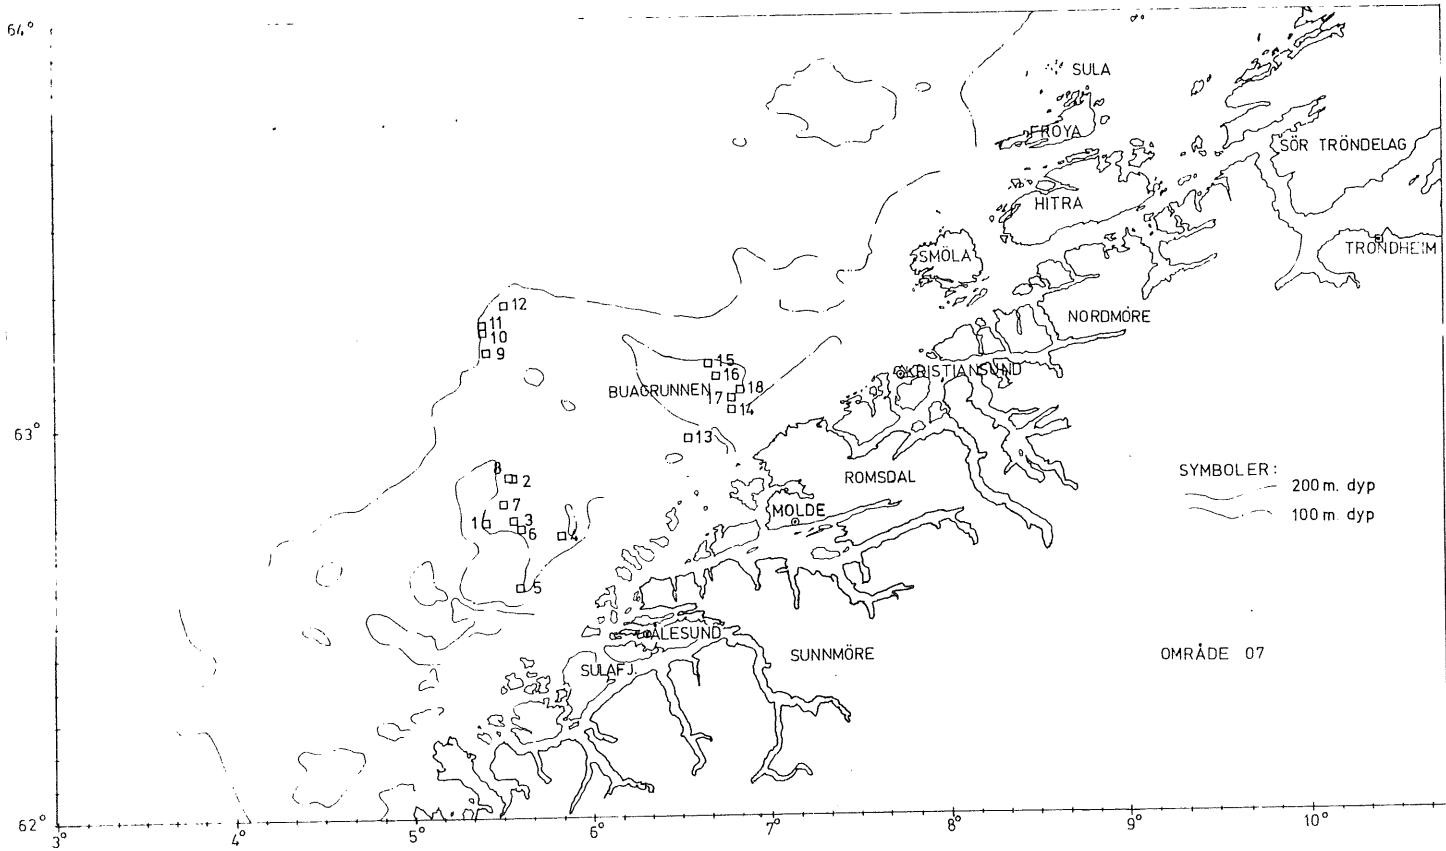 64°
SULA
FRÖYA
SÖR TRÖNDELAG
HITRA
TRONDHEIM
SMÖLA
12
11
10
9
NORDMÖRE
15
16
BUAGRUNNEN
18
17
14
KRISTIANSUND
63°
13
8
2
7
1
3
6
4
ROMSDAL
MOLDE
SYMBOLER:
200 m. dyp
100 m. dyp
5
ÅLESUND
SULAFJ.
SUNNMÖRE
OMRÅDE 07
62°
3°
4°
5°
6°
7°
8°
9°
10°